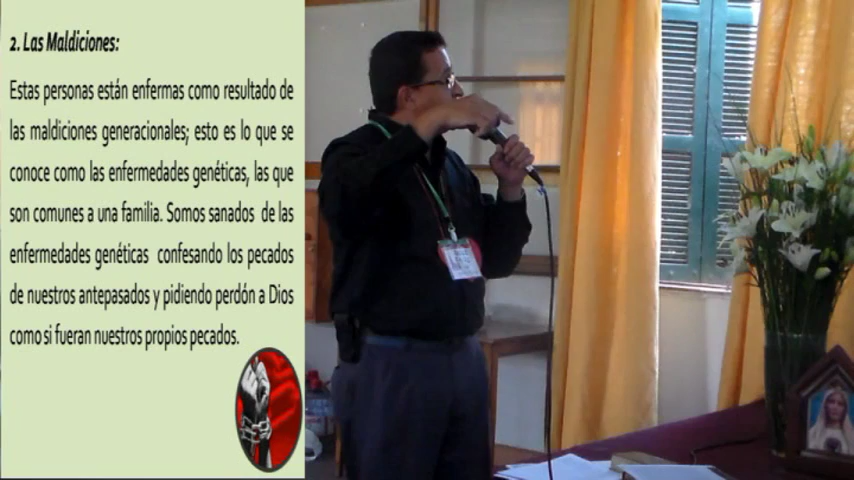 2. Las Maldiciones:
Estas personas están enfermas como resultado de
las maldiciones generacionales; esto es lo que se
conoce como las enfermedades genéticas, las que
son comunes a una familia. Somos sanados de las
enfermedades genéticas confesando los pecados
de nuestros antepasados y pidiendo perdón a Dios
como si fueran nuestros propios pecados.